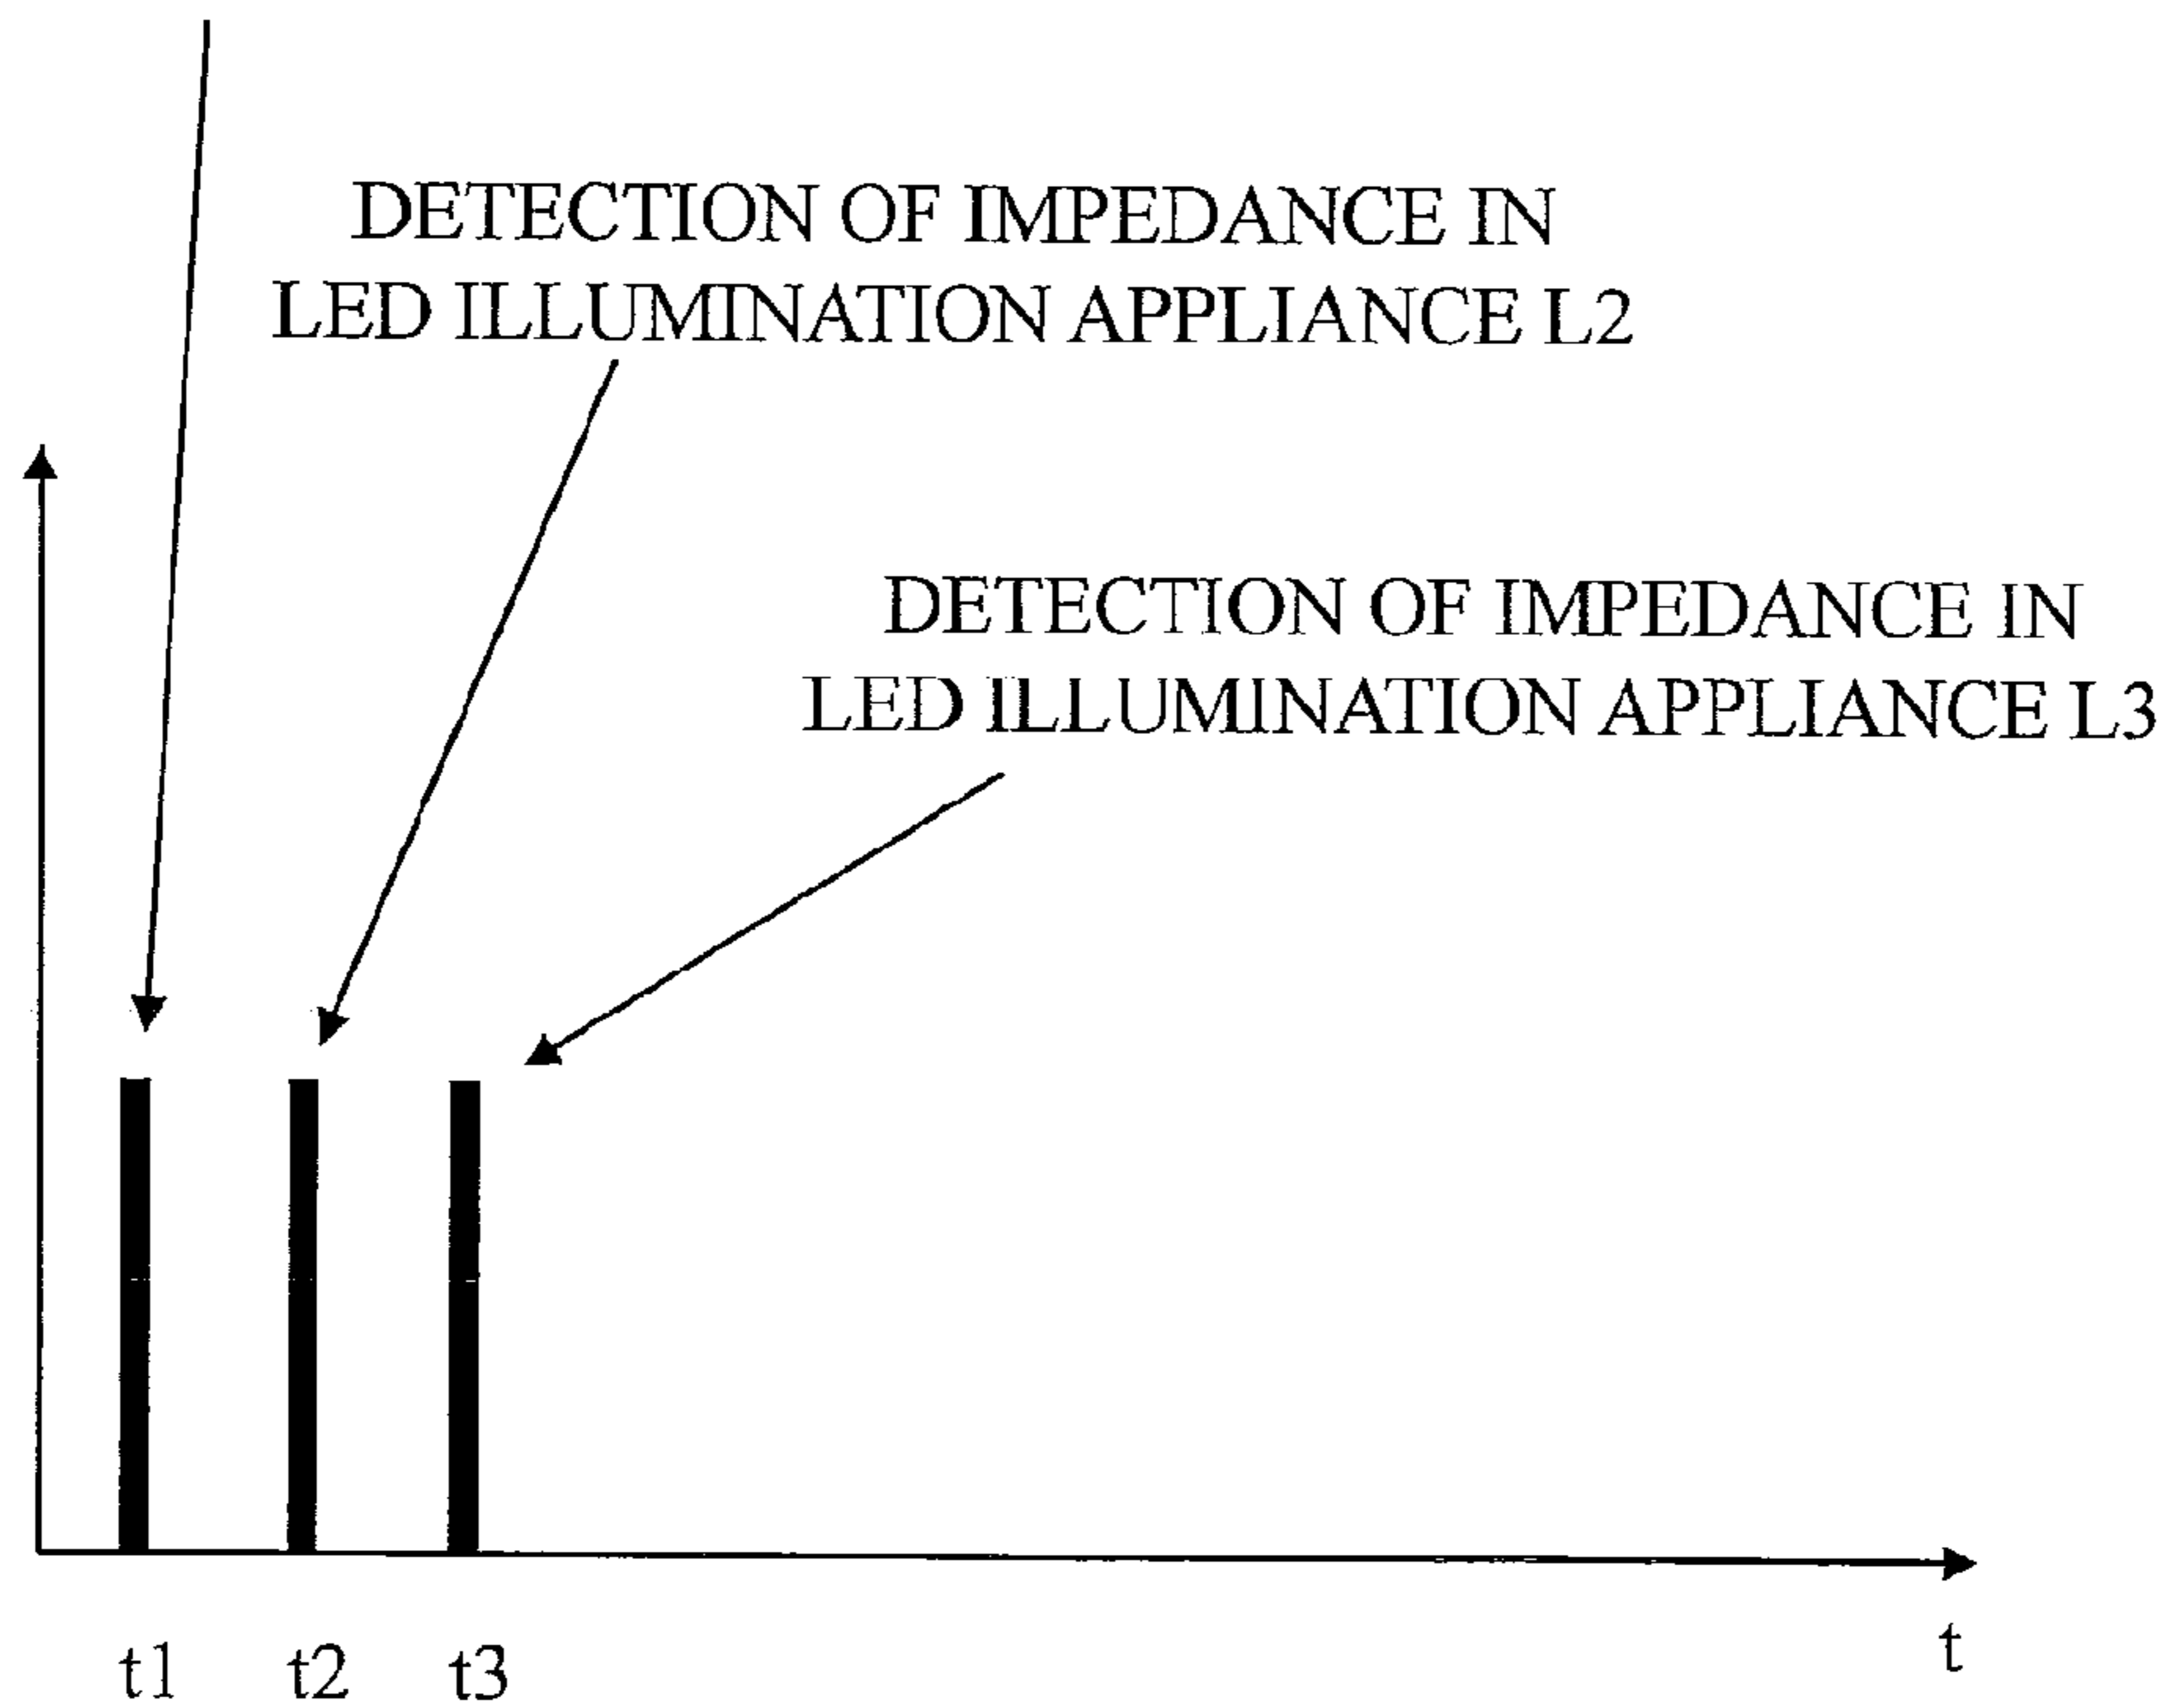 DETECTION OF IMPEDANCE IN
LED ILLUMINATION APPLIANCE L2
DETECTION OF IMPEDANCE IN
LED ILLUMINATION APPLIANCE L3
t1 t2 t3 t